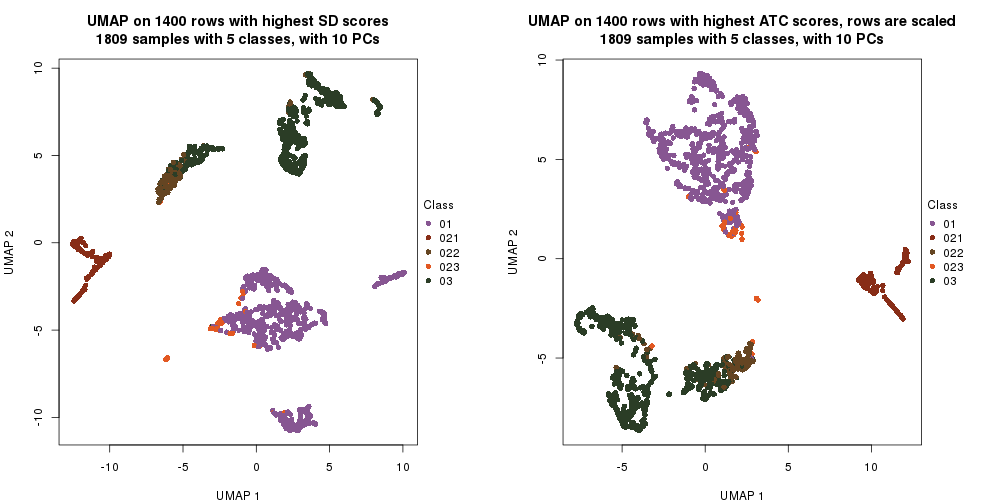 UMAP on 1400 rows with highest SD scores
1809 samples with 5 classes, with 10 PCs
10
5
0
-5
-10
UMAP 2
-10
-5
0
5
10
UMAP 1
Class
01
021
022
023
03
UMAP on 1400 rows with highest ATC scores, rows are scaled
1809 samples with 5 classes, with 10 PCs
10
5
0
-5
UMAP 2
-5
0
5
10
UMAP 1
Class
01
021
022
023
03